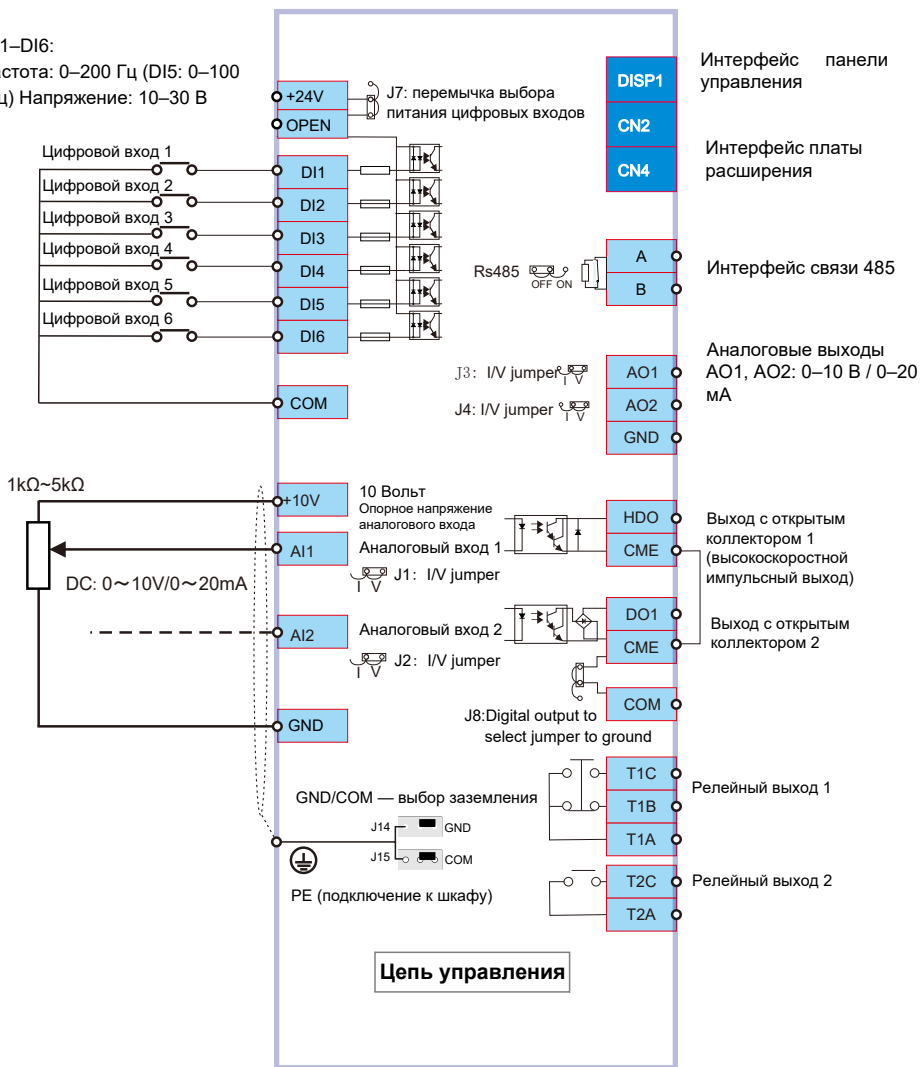 1–DI6:
астота: 0–200 Гц (DI5: 0–100
ц) Напряжение: 10–30 В
+24V
OPEN
J7: перемычка выбора
питания цифровых входов
DISP1
CN2
CN4
Интерфейс панели
управления
Интерфейс платы
расширения
Цифровой вход 1
DI1
Цифровой вход 2
DI2
Цифровой вход 3
DI3
Цифровой вход 4
DI4
Цифровой вход 5
DI5
Цифровой вход 6
DI6
COM
Rs485
OFF ON
A
B
Интерфейс связи 485
J3: I/V jumper
I V
J4: I/V jumper
I V
AO1
AO2
GND
Аналоговые выходы
AO1, AO2: 0–10 В / 0–20
мА
1kΩ~5kΩ
+10V
10 Вольт
Опорное напряжение
аналогового входа
AI1
Аналоговый вход 1
I V
J1: I/V jumper
DC: 0～10V/0～20mA
AI2
Аналоговый вход 2
I V
J2: I/V jumper
GND
HDO
CME
Выход с открытым
коллектором 1
(высокоскоростной
импульсный выход)
DO1
CME
Выход с открытым
коллектором 2
COM
J8:Digital output to
select jumper to ground
GND/COM — выбор заземления
J14
GND
J15
COM
PE (подключение к шкафу)
T1C
T1B
T1A
Релейный выход 1
T2C
T2A
Релейный выход 2
Цепь управления